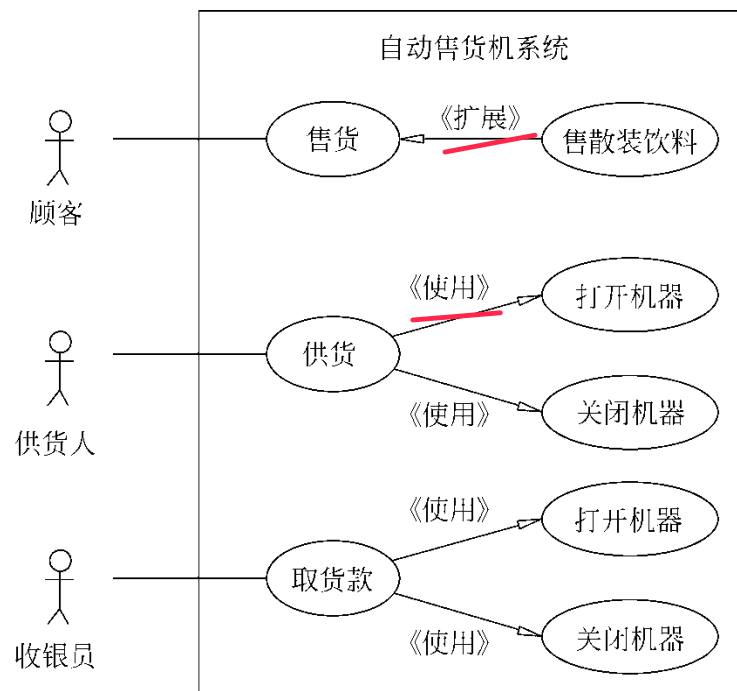 自动售货机系统
《扩展》
售货
售散装饮料
顾客
《使用》
打开机器
供货
《使用》
关闭机器
供货人
《使用》
打开机器
取货款
《使用》
关闭机器
收银员